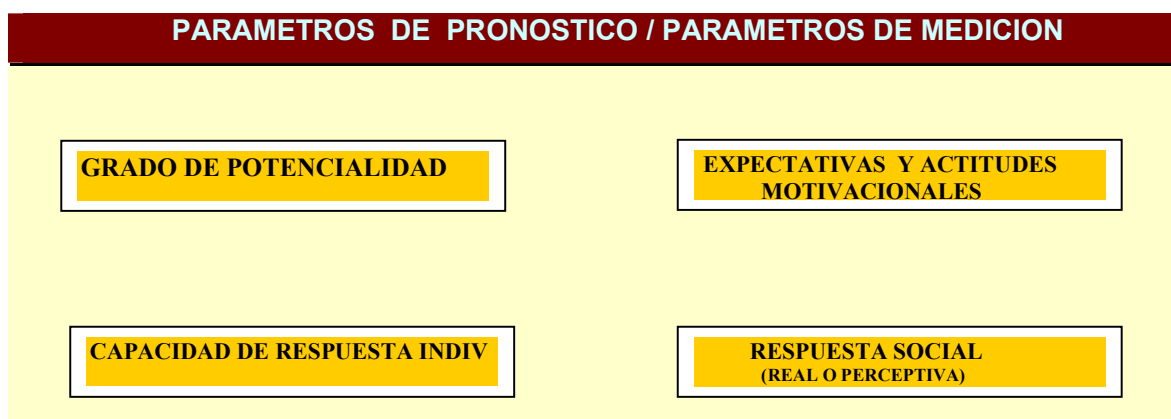 PARAMETROS DE PRONOSTICO / PARAMETROS DE MEDICION
GRADO DE POTENCIALIDAD
EXPECTATIVAS Y ACTITUDES
MOTIVACIONALES
CAPACIDAD DE RESPUESTA INDIV
RESPUESTA SOCIAL
(REAL O PERCEPTIVA)